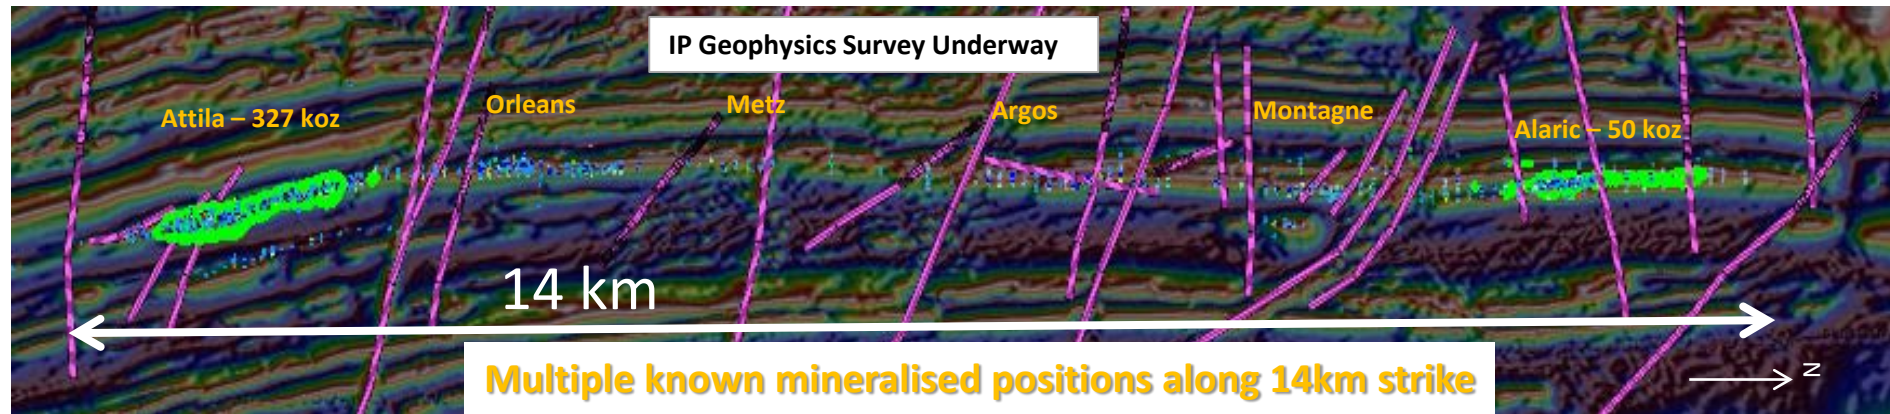 IP Geophysics Survey Underway
Attila – 327 koz
Orleans
Metz
Argos
Montagne
Alaric – 50 koz
14 km
Multiple known mineralised positions along 14km strike
N